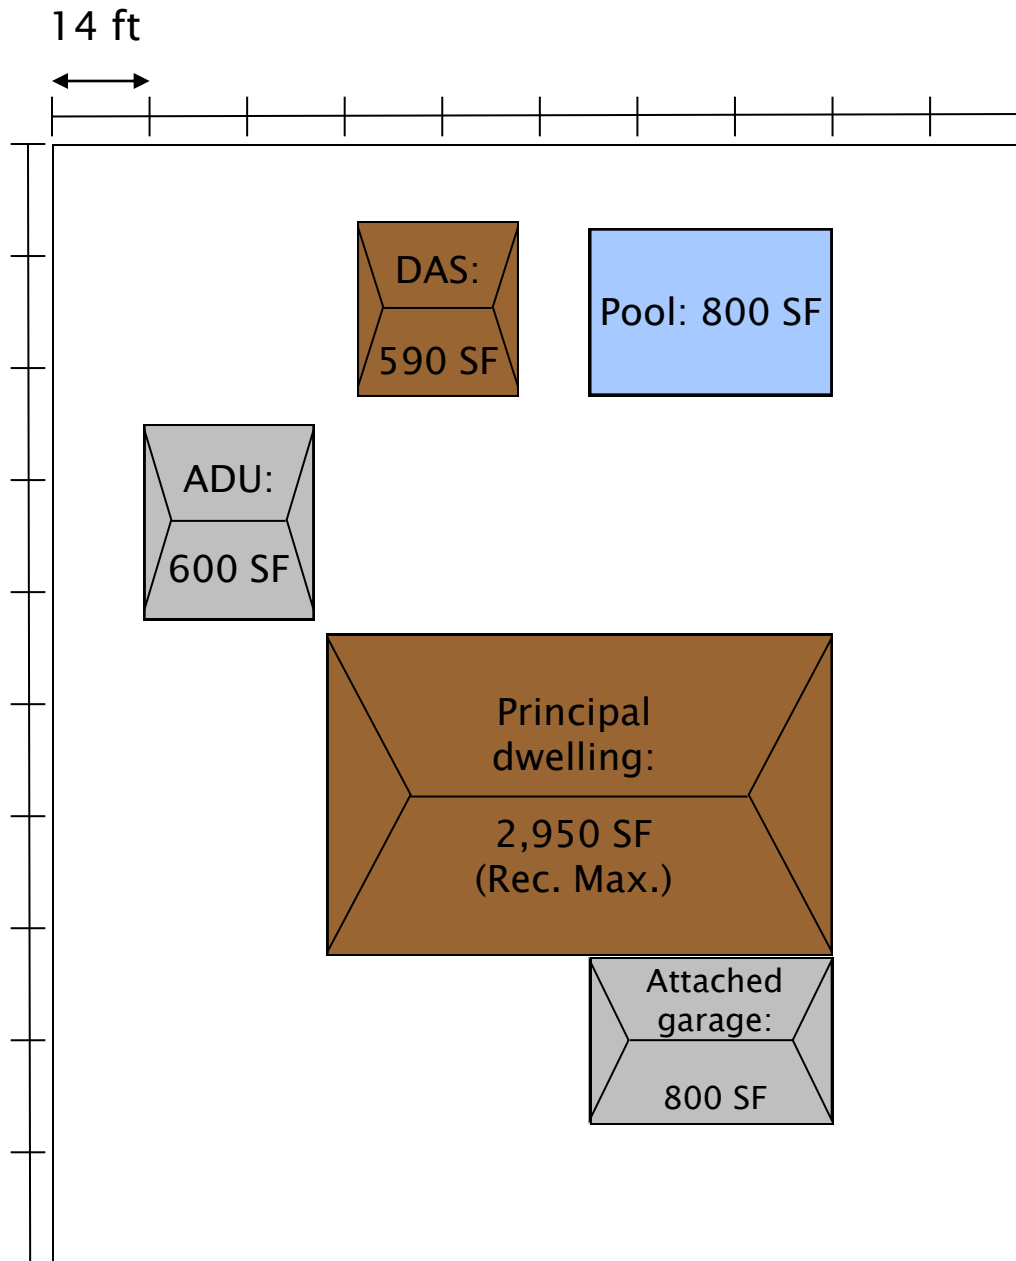 14 ft
DAS:
590 SF
Pool: 800 SF
ADU:
600 SF
Principal
dwelling:
2,950 SF
(Rec. Max.)
Attached
garage:
800 SF